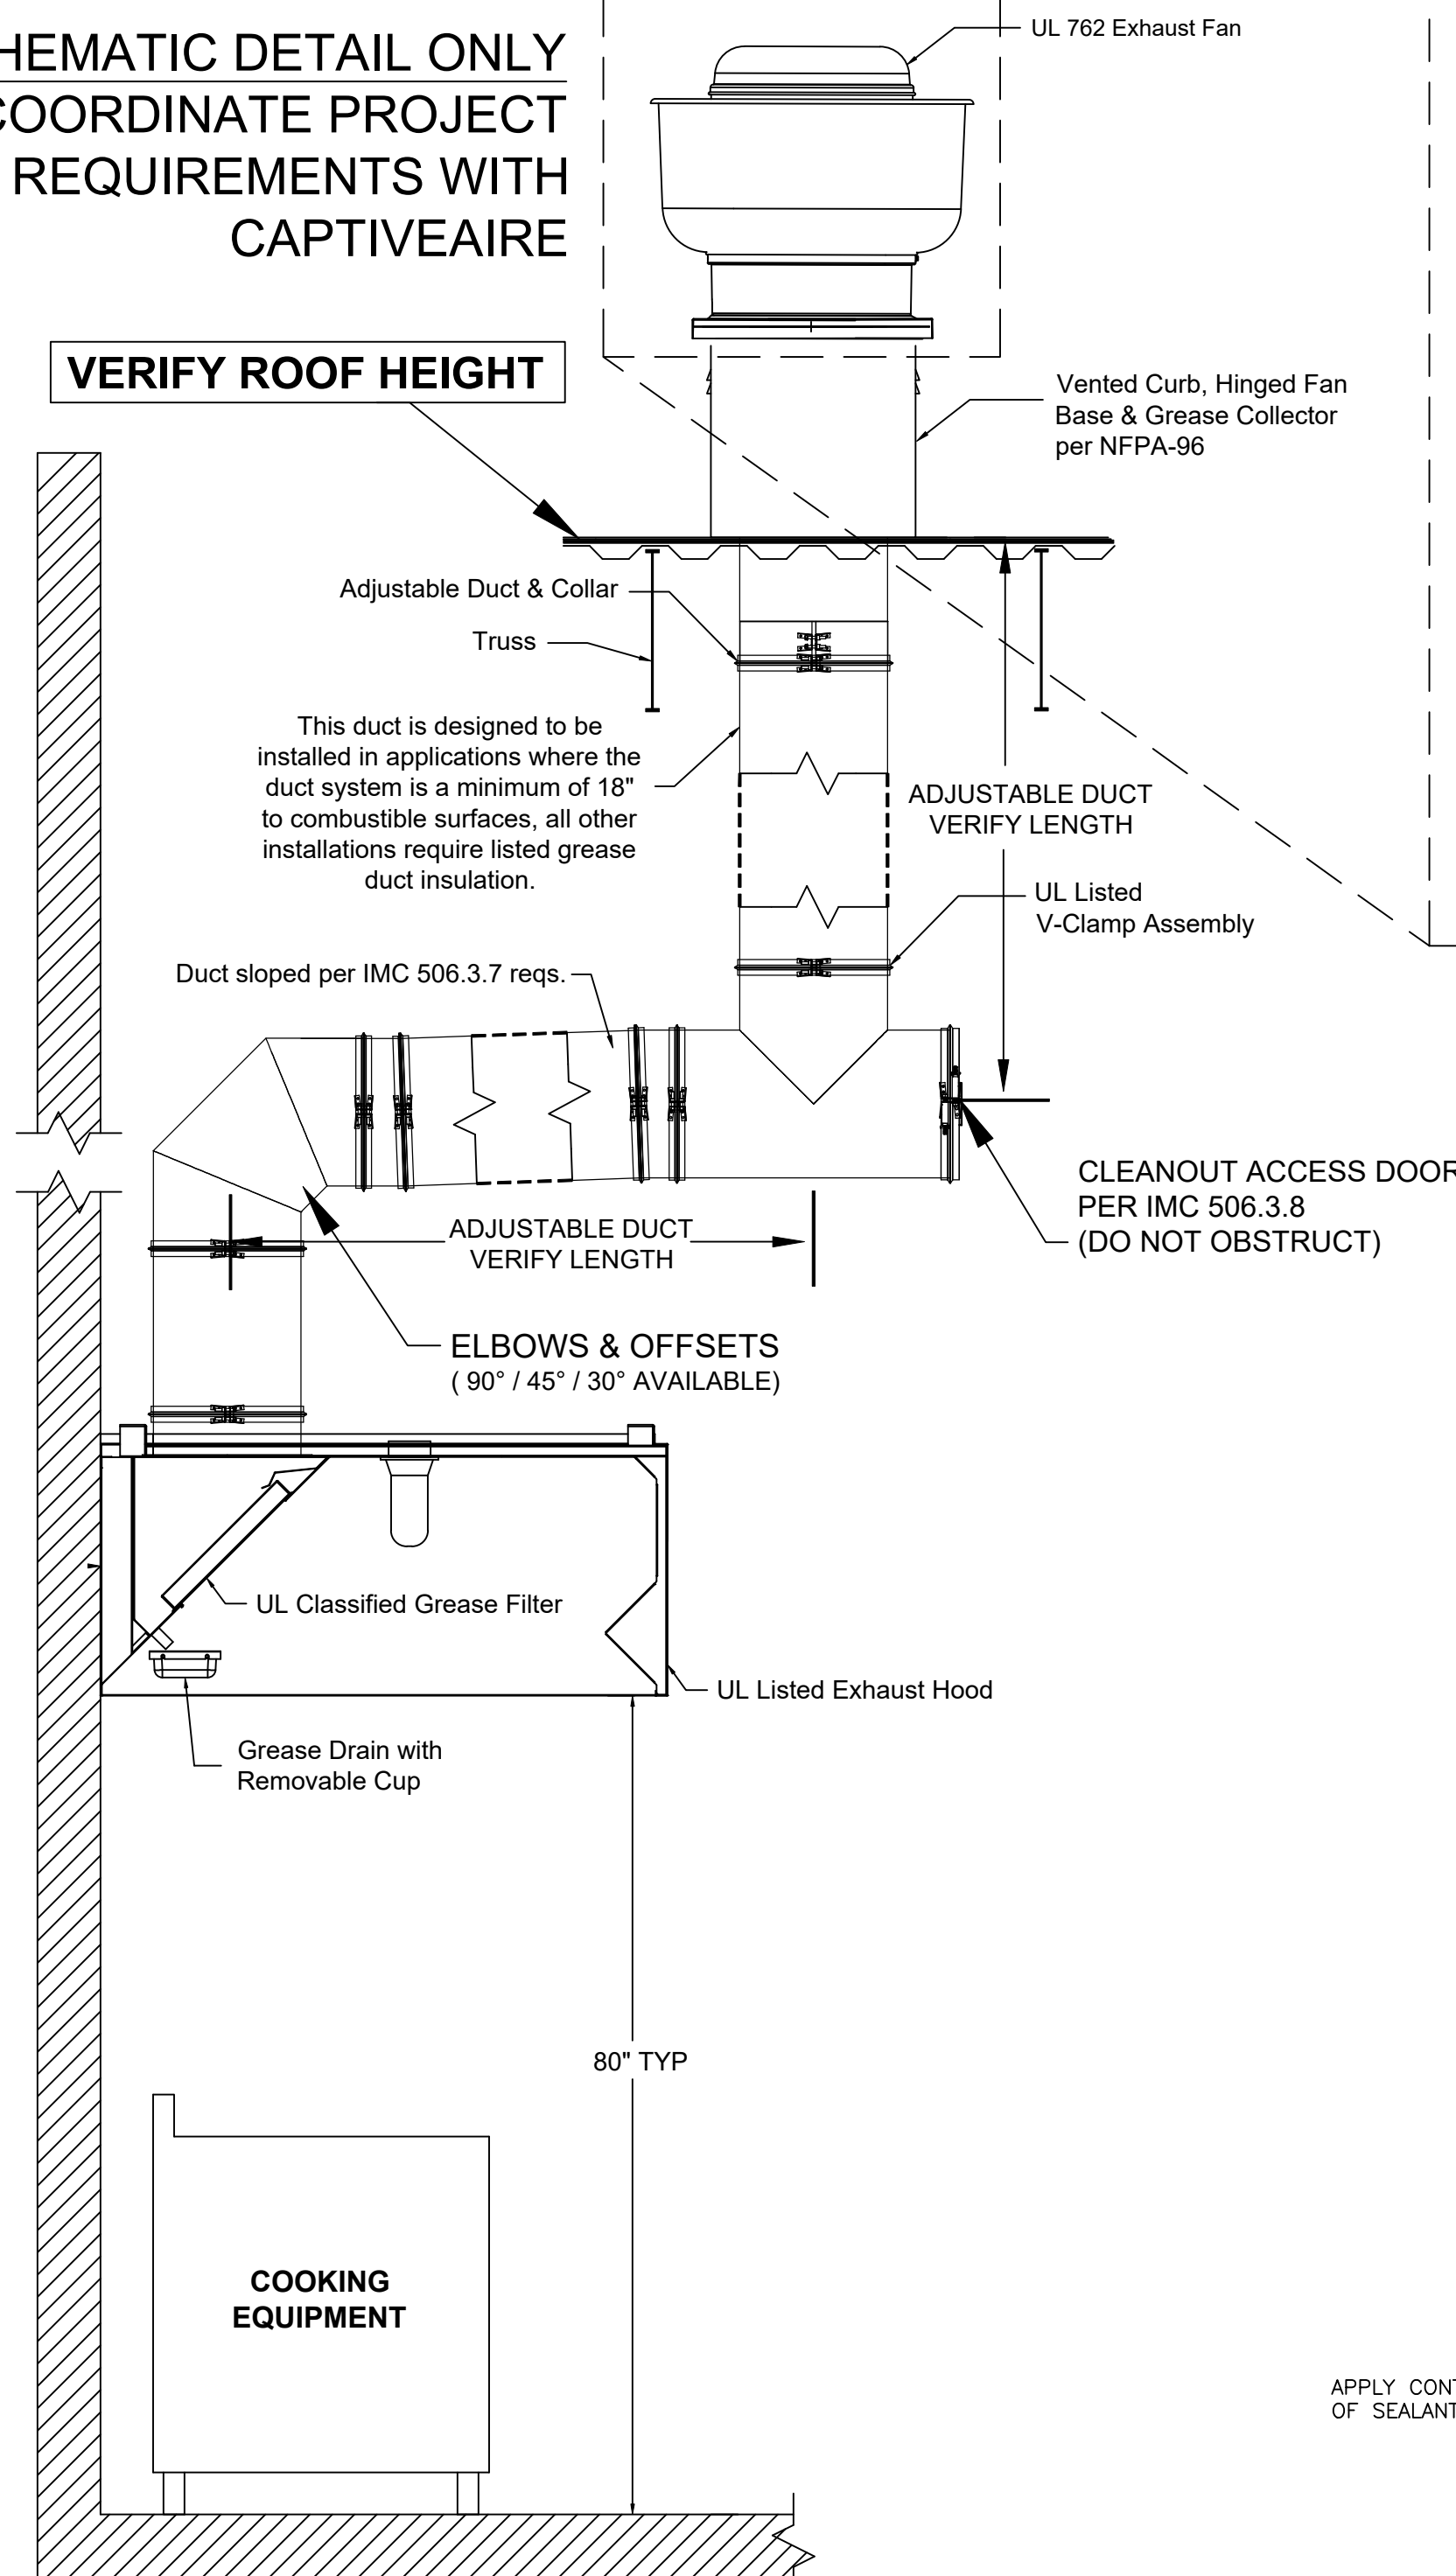 HEMATIC DETAIL ONLY
COORDINATE PROJECT
REQUIREMENTS WITH
CAPTIVEAIRE
UL 762 Exhaust Fan
VERIFY ROOF HEIGHT
Vented Curb, Hinged Fan
Base & Grease Collector
per NFPA-96
Adjustable Duct & Collar
Truss
This duct is designed to be
installed in applications where the
duct system is a minimum of 18"
to combustible surfaces, all other
installations require listed grease
duct insulation.
ADJUSTABLE DUCT
VERIFY LENGTH
UL Listed
V-Clamp Assembly
Duct sloped per IMC 506.3.7 reqs.
CLEANOUT ACCESS DOOR
PER IMC 506.3.8
(DO NOT OBSTRUCT)
ADJUSTABLE DUCT
VERIFY LENGTH
ELBOWS & OFFSETS
( 90° / 45° / 30° AVAILABLE)
UL Classified Grease Filter
UL Listed Exhaust Hood
Grease Drain with
Removable Cup
80" TYP
COOKING
EQUIPMENT
APPLY CONT
OF SEALANT